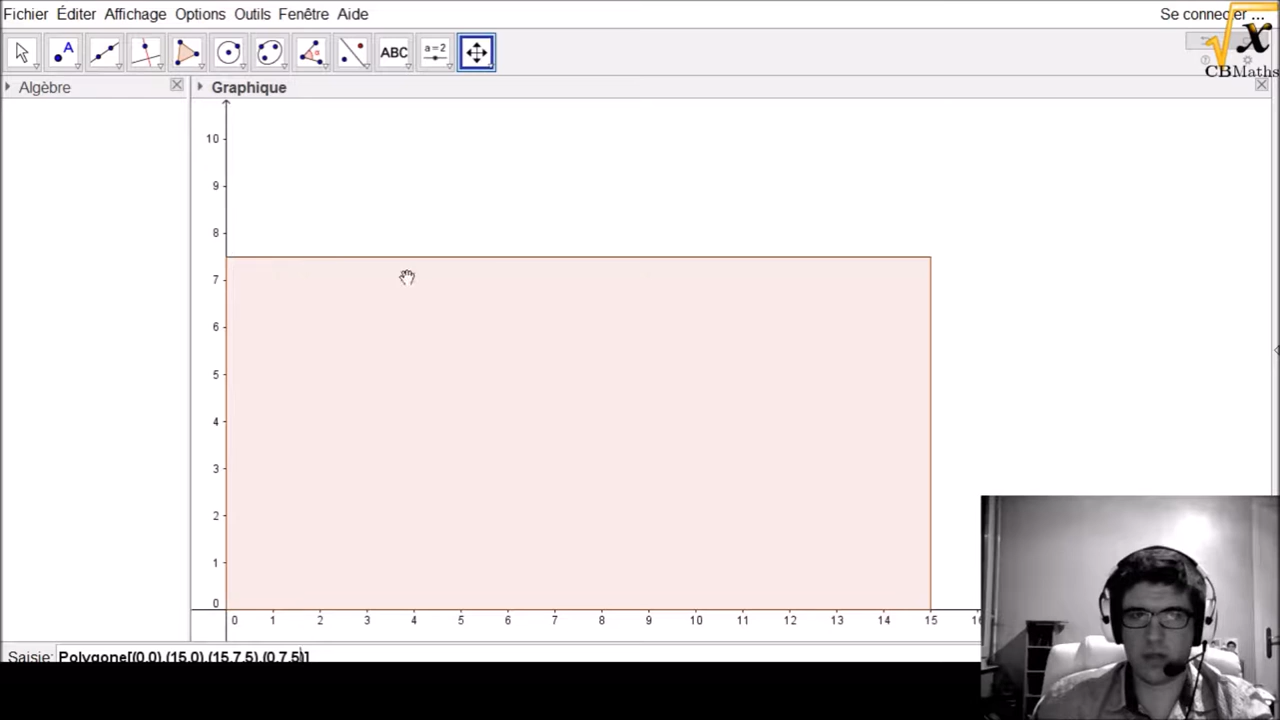 Fichier Éditer Affichage Options Outils Fenêtre Aide
Se connecter ...
A
ABC
a=2
x
CBMaths
Algèbre
Graphique
10
9
8
7
6
5
4
3
2
1
0
0 1 2 3 4 5 6 7 8 9 10 11 12 13 14 15 16
Saisie: Polygone[(0,0),(15,0),(15,7.5),(0,7.5)]